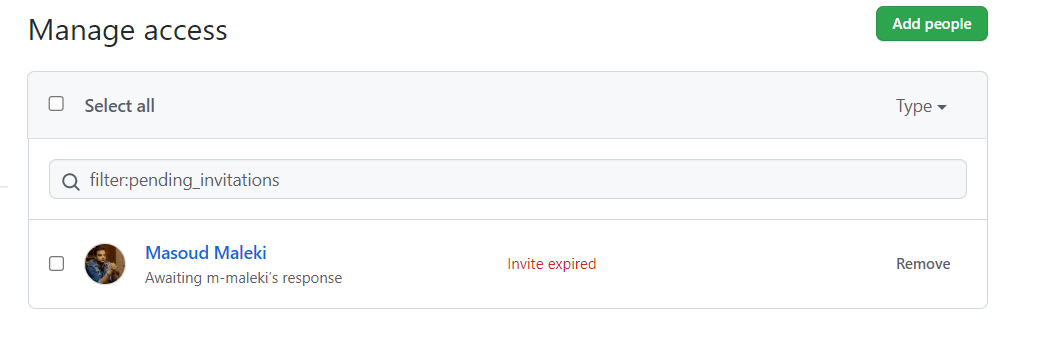 Manage access
Add people
Select all
Type
filter:pending_invitations
Masoud Maleki
Awaiting m-maleki's response
Invite expired
Remove